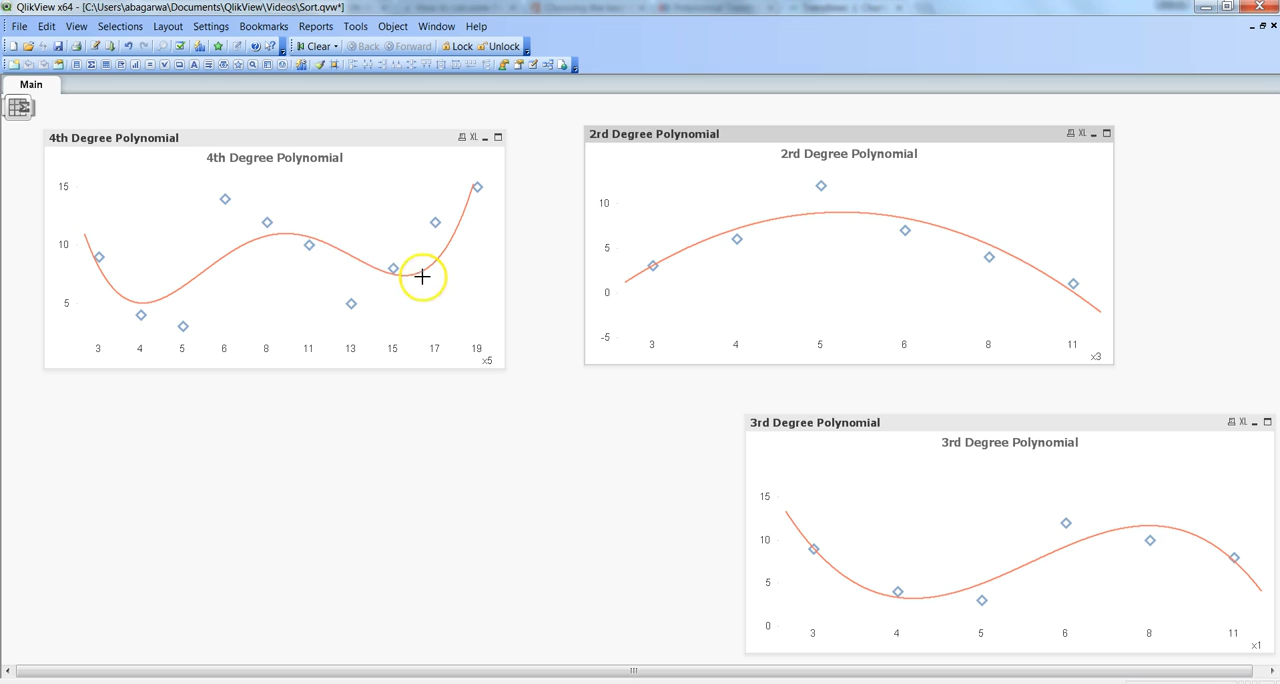 QlikView x64 - [C:\Users\abagarwa\Documents\QlikView\Videos\Sort.qvw*]
File Edit View Selections Layout Settings Bookmarks Reports Tools Object Window Help
Clear Back Forward Lock Unlock
Main
4th Degree Polynomial XL
4th Degree Polynomial
15
10
5
3 4 5 6 8 11 13 15 17 19
x5
2rd Degree Polynomial XL
2rd Degree Polynomial
10
5
0
-5
3 4 5 6 8 11
x3
3rd Degree Polynomial XL
3rd Degree Polynomial
15
10
5
0
3 4 5 6 8 11
x1